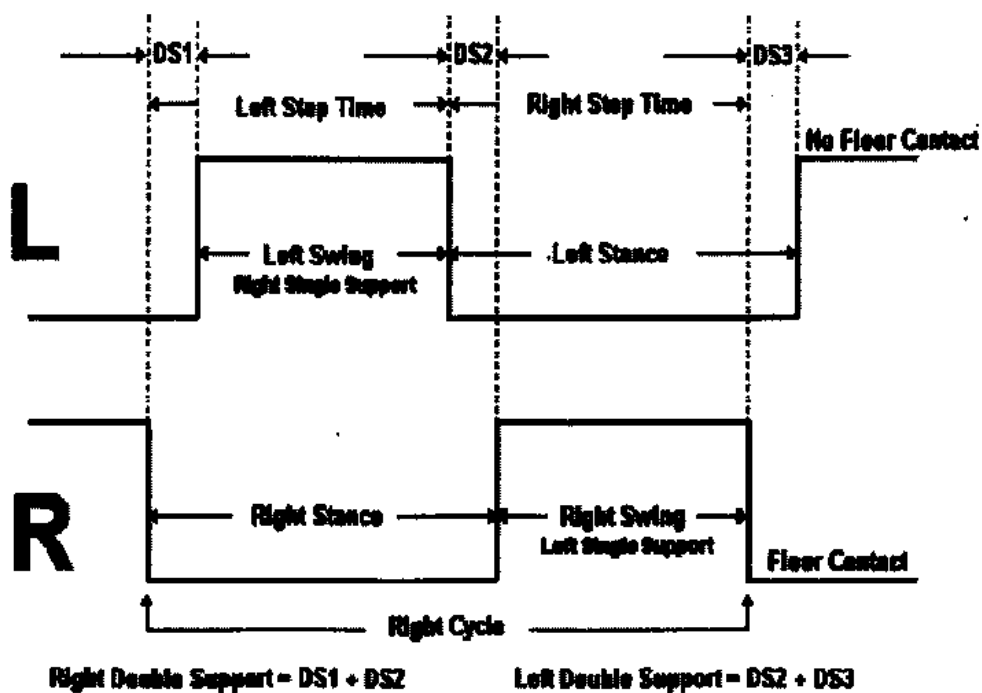 DS1 DS2 DS3
Left Step Time Right Step Time
No Floor Contact
L
Left Swing Left Stance
Right Single Support
R
Right Stance Right Swing
Left Single Support
Floor Contact
Right Cycle
Right Double Support = DS1 + DS2 Left Double Support = DS2 + DS3